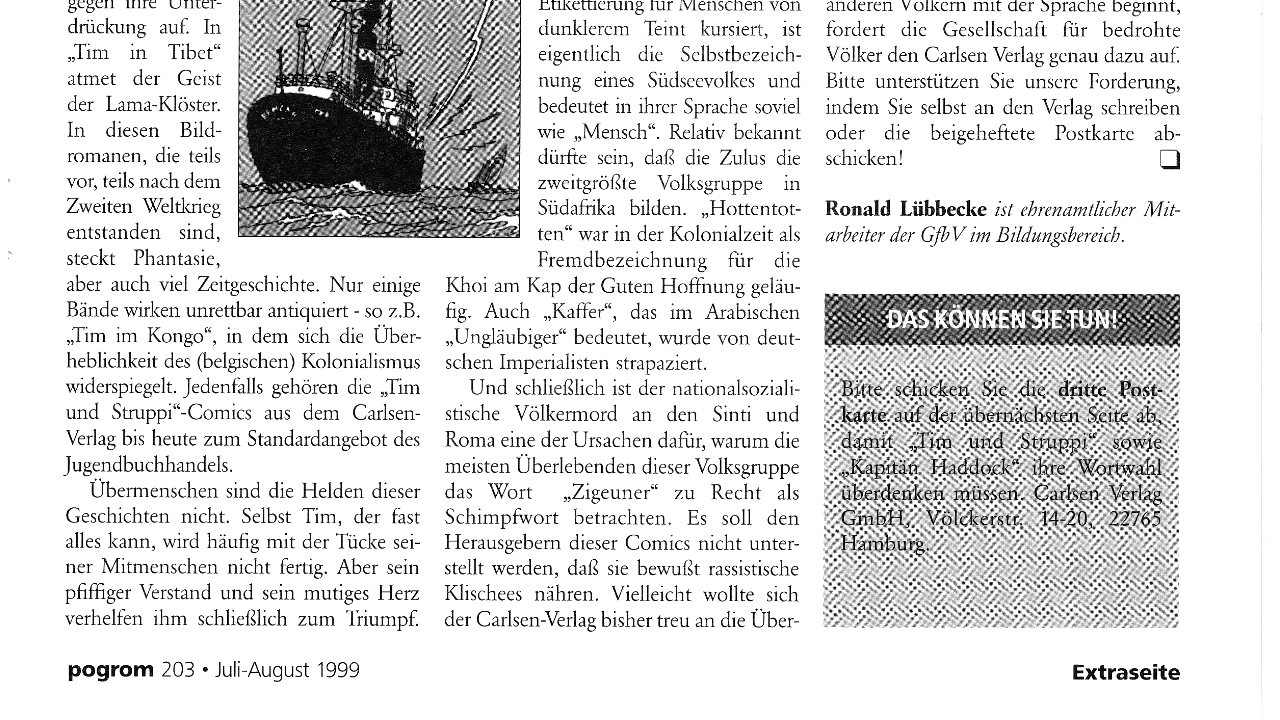 gegen ihre Unter-
drückung auf. In
„Tim in Tibet“
atmet der Geist
der Lama-Klöster.
In diesen Bild-
romanen, die teils
vor, teils nach dem
Zweiten Weltkrieg
entstanden sind,
steckt Phantasie,
aber auch viel Zeitgeschichte. Nur einige
Bände wirken unrettbar antiquiert - so z.B.
„Tim im Kongo“, in dem sich die Über-
heblichkeit des (belgischen) Kolonialismus
widerspiegelt. Jedenfalls gehören die „Tim
und Struppi“-Comics aus dem Carlsen-
Verlag bis heute zum Standardangebot des
Jugendbuchhandels.
Übermenschen sind die Helden dieser
Geschichten nicht. Selbst Tim, der fast
alles kann, wird häufig mit der Tücke sei-
ner Mitmenschen nicht fertig. Aber sein
pfiffiger Verstand und sein mutiges Herz
verhelfen ihm schließlich zum Triumpf.
Etikettierung für Menschen von
dunklerem Teint kursiert, ist
eigentlich die Selbstbezeich-
nung eines Südseevolkes und
bedeutet in ihrer Sprache soviel
wie „Mensch“. Relativ bekannt
dürfte sein, daß die Zulus die
zweitgrößte Volksgruppe in
Südafrika bilden. „Hottentot-
ten“ war in der Kolonialzeit als
Fremdbezeichnung für die
Khoi am Kap der Guten Hoffnung geläu-
fig. Auch „Kaffer“, das im Arabischen
„Ungläubiger“ bedeutet, wurde von deut-
schen Imperialisten strapaziert.
Und schließlich ist der nationalsoziali-
stische Völkermord an den Sinti und
Roma eine der Ursachen dafür, warum die
meisten Überlebenden dieser Volksgruppe
das Wort „Zigeuner“ zu Recht als
Schimpfwort betrachten. Es soll den
Herausgebern dieser Comics nicht unter-
stellt werden, daß sie bewußt rassistische
Klischees nähren. Vielleicht wollte sich
der Carlsen-Verlag bisher treu an die Über-
anderen Völkern mit der Sprache beginnt,
fordert die Gesellschaft für bedrohte
Völker den Carlsen Verlag genau dazu auf.
Bitte unterstützen Sie unsere Forderung,
indem Sie selbst an den Verlag schreiben
oder die beigeheftete Postkarte ab-
schicken! ❏
Ronald Lübbecke ist ehrenamtlicher Mit-
arbeiter der GfbV im Bildungsbereich.
DAS KÖNNEN SIE TUN!
Bitte schicken Sie die dritte Post-
karte auf der übernächsten Seite ab,
damit „Tim und Struppi“ sowie
„Kapitän Haddock“ ihre Wortwahl
überdenken müssen. Carlsen Verlag
GmbH, Völckerstr. 14-20, 22765
Hamburg.
pogrom 203 • Juli-August 1999
Extraseite